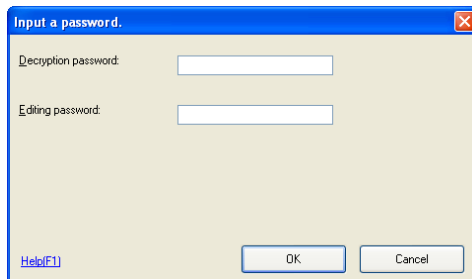 Input a password.
Decryption password:
Editing password:
Help(F1)
OK
Cancel